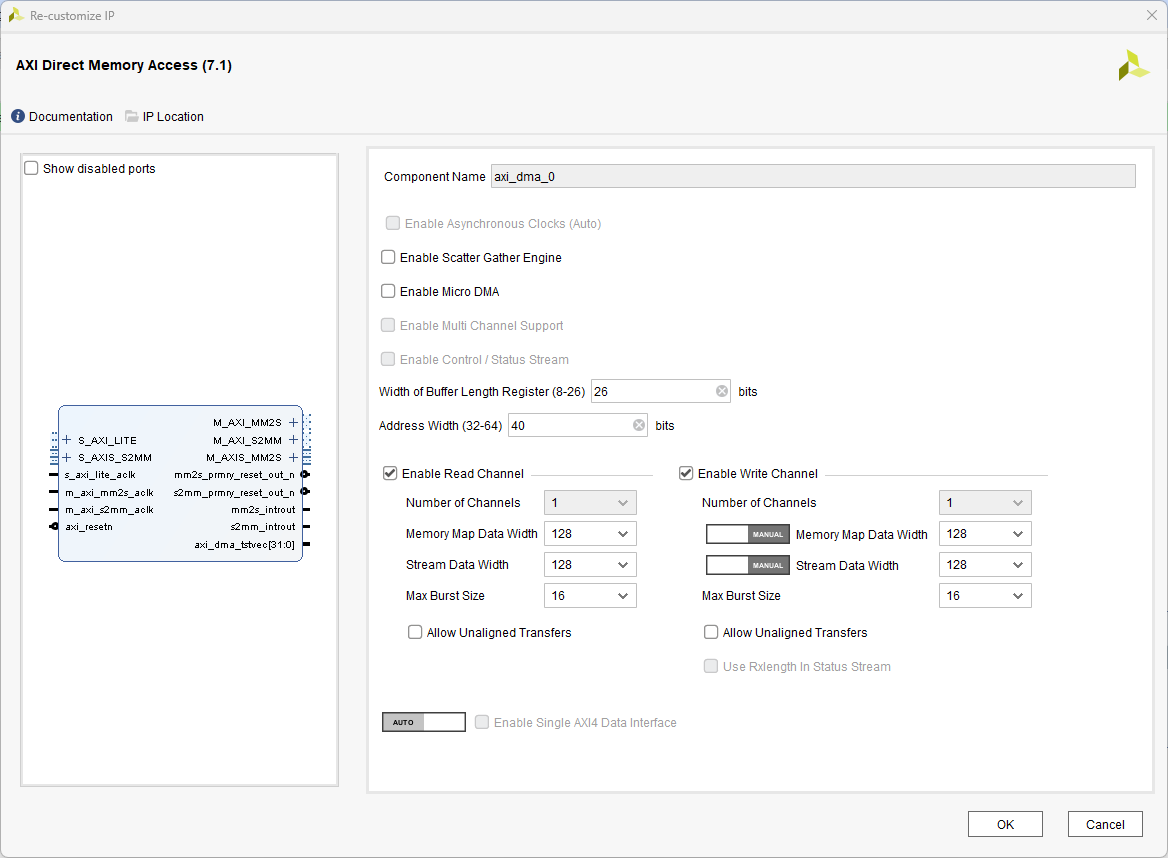 Re-customize IP
AXI Direct Memory Access (7.1)
Documentation IP Location
Show disabled ports
M_AXI_MM2S
S_AXI_LITE M_AXI_S2MM
S_AXIS_S2MM M_AXIS_MM2S
s_axi_lite_aclk mm2s_prmry_reset_out_n
m_axi_mm2s_aclk s2mm_prmry_reset_out_n
m_axi_s2mm_aclk mm2s_introut
axi_resetn s2mm_introut
axi_dma_tstvec[31:0]
Component Name axi_dma_0
Enable Asynchronous Clocks (Auto)
Enable Scatter Gather Engine
Enable Micro DMA
Enable Multi Channel Support
Enable Control / Status Stream
Width of Buffer Length Register (8-26) 26 bits
Address Width (32-64) 40 bits
Enable Read Channel
Number of Channels 1
Memory Map Data Width 128
Stream Data Width 128
Max Burst Size 16
Allow Unaligned Transfers
Enable Write Channel
Number of Channels 1
MANUAL Memory Map Data Width 128
MANUAL Stream Data Width 128
Max Burst Size 16
Allow Unaligned Transfers
Use Rxlength In Status Stream
AUTO Enable Single AXI4 Data Interface
OK Cancel